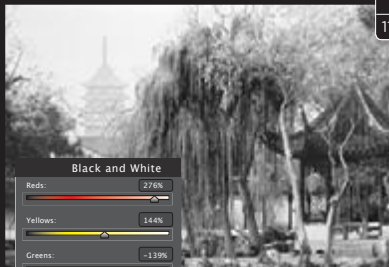 Black and White
Reds: 276%
Yellows: 144%
Greens: -139%